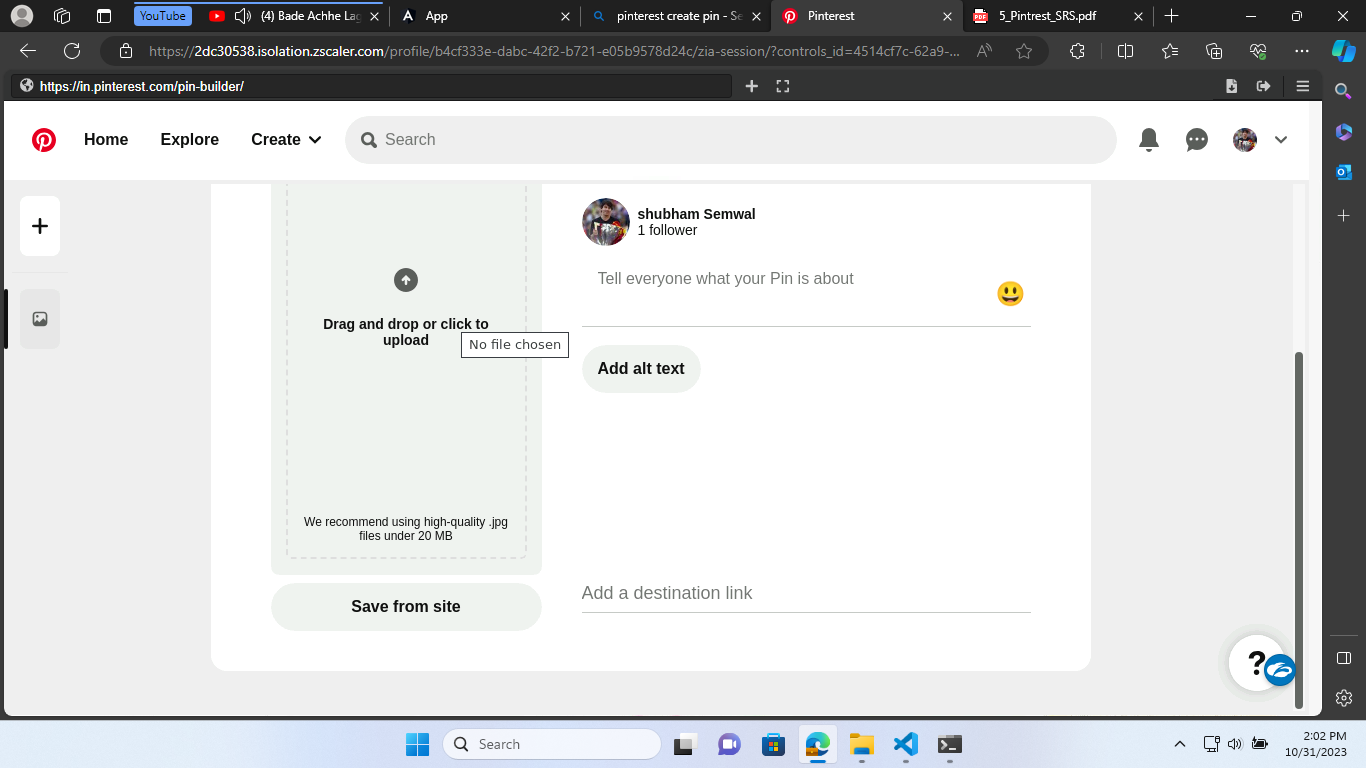 YouTube
(4) Bade Achhe Lag
App
pinterest create pin - Se
Pinterest
5_Pintrest_SRS.pdf
https://2dc30538.isolation.zscaler.com/profile/b4cf333e-dabc-42f2-b721-e05b9578d24c/zia-session/?controls_id=4514cf7c-62a9-...
https://in.pinterest.com/pin-builder/
Home
Explore
Create
Search
shubham Semwal
1 follower
Tell everyone what your Pin is about
Drag and drop or click to
upload
No file chosen
Add alt text
We recommend using high-quality .jpg
files under 20 MB
Add a destination link
Save from site
?
Search
2:02 PM
10/31/2023